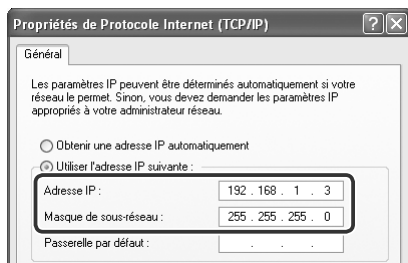 Propriétés de Protocole Internet (TCP/IP)
Général
Les paramètres IP peuvent être déterminés automatiquement si votre
réseau le permet. Sinon, vous devez demander les paramètres IP
appropriés à votre administrateur réseau.
Obtenir une adresse IP automatiquement
Utiliser l'adresse IP suivante :
Adresse IP : 192 . 168 . 1 . 3
Masque de sous-réseau : 255 . 255 . 255 . 0
Passerelle par défaut : . . .